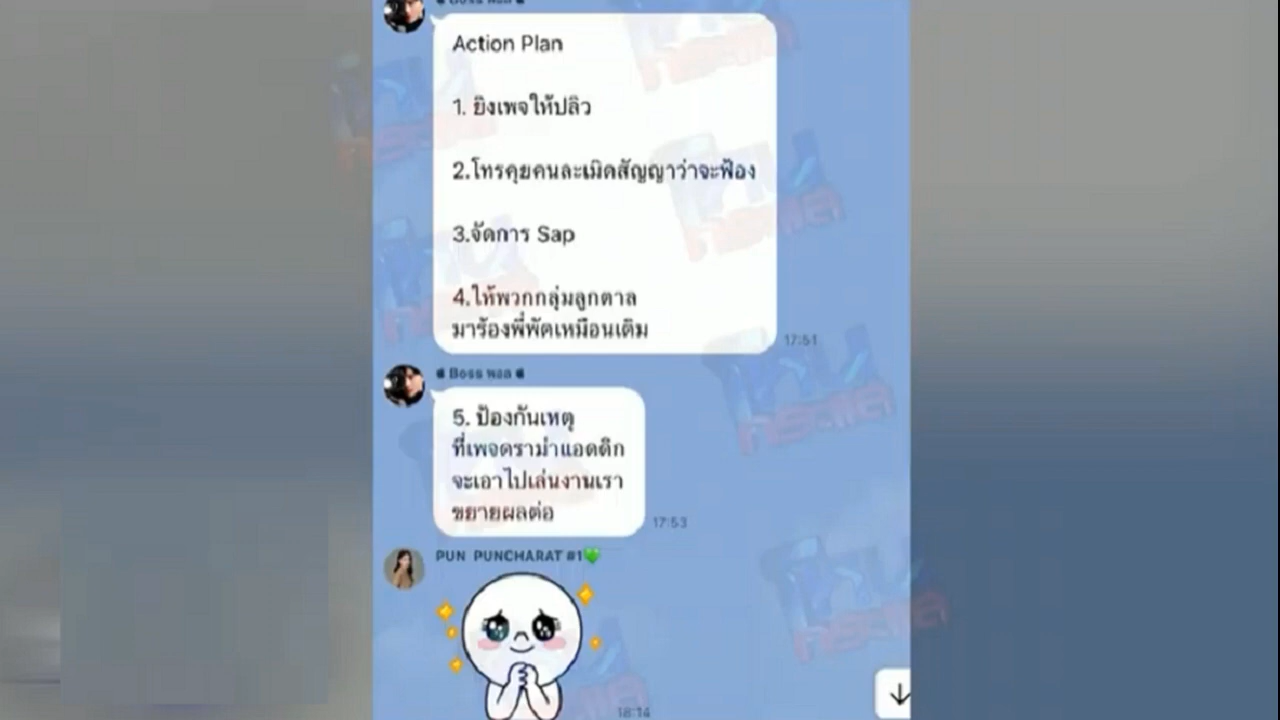 Boss พอล
Action Plan
1. ยิงเพจให้ปลิว
2.โทรคุยคนละเมิดสัญญาว่าจะฟ้อง
3.จัดการ Sap
4.ให้พวกกลุ่มลูกตาล
มาร้องพี่พัตเหมือนเดิม
17:51
Boss พอล
5. ป้องกันเหตุ
ที่เพจดราม่าแอดดิก
จะเอาไปเล่นงานเรา
ขยายผลต่อ
17:53
PUN PUNCHARAT #1💚
18:14